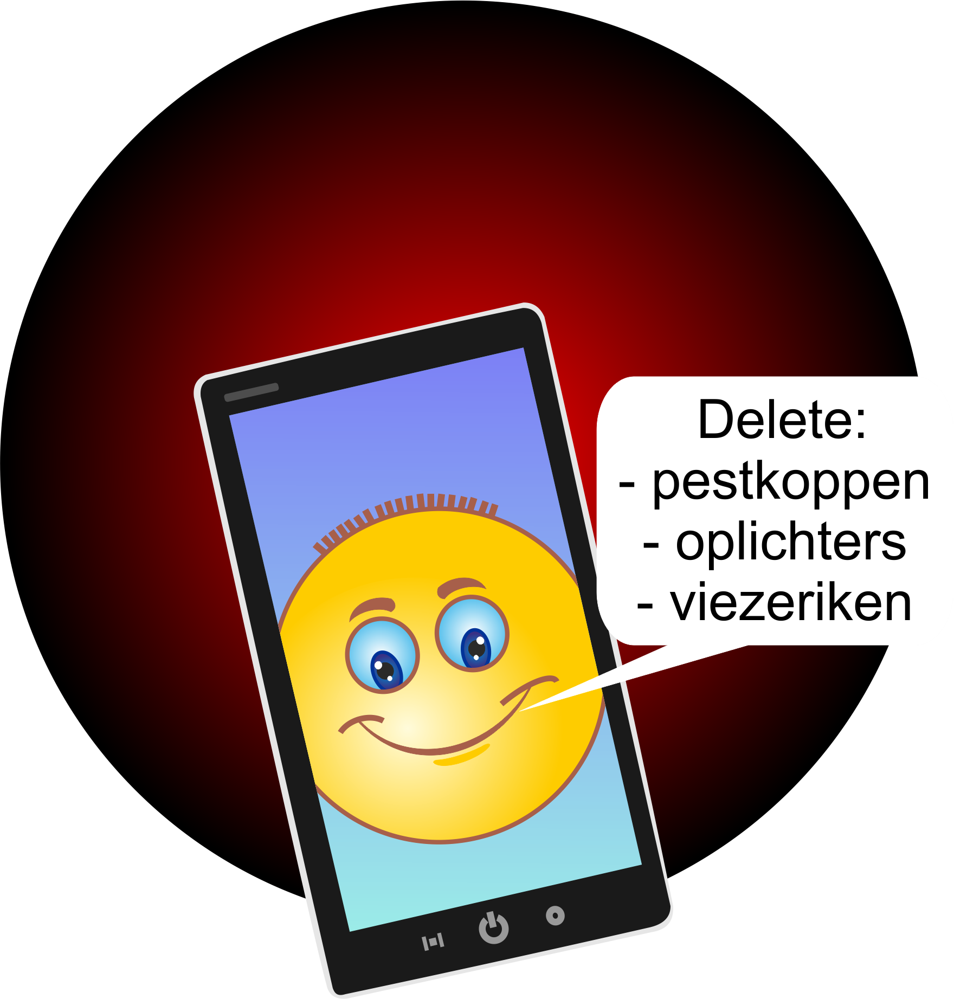 Delete:
- pestkoppen
- oplichters
- viezeriken